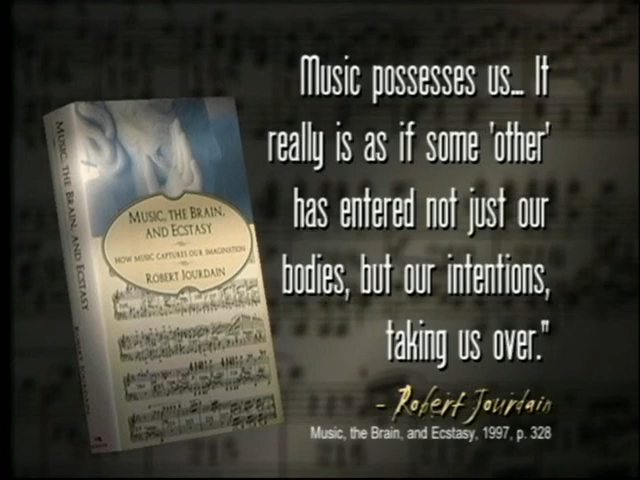 Music possesses us... It
really is as if some 'other'
has entered not just our
bodies, but our intentions,
taking us over."
- Robert Jourdain
Music, the Brain, and Ecstasy, 1997, p. 328
MUSIC, THE BRAIN, AND ECSTASY
ROBERT JOURDAIN
MUSIC, THE BRAIN,
AND ECSTASY
HOW MUSIC CAPTURES OUR IMAGINATION
ROBERT JOURDAIN